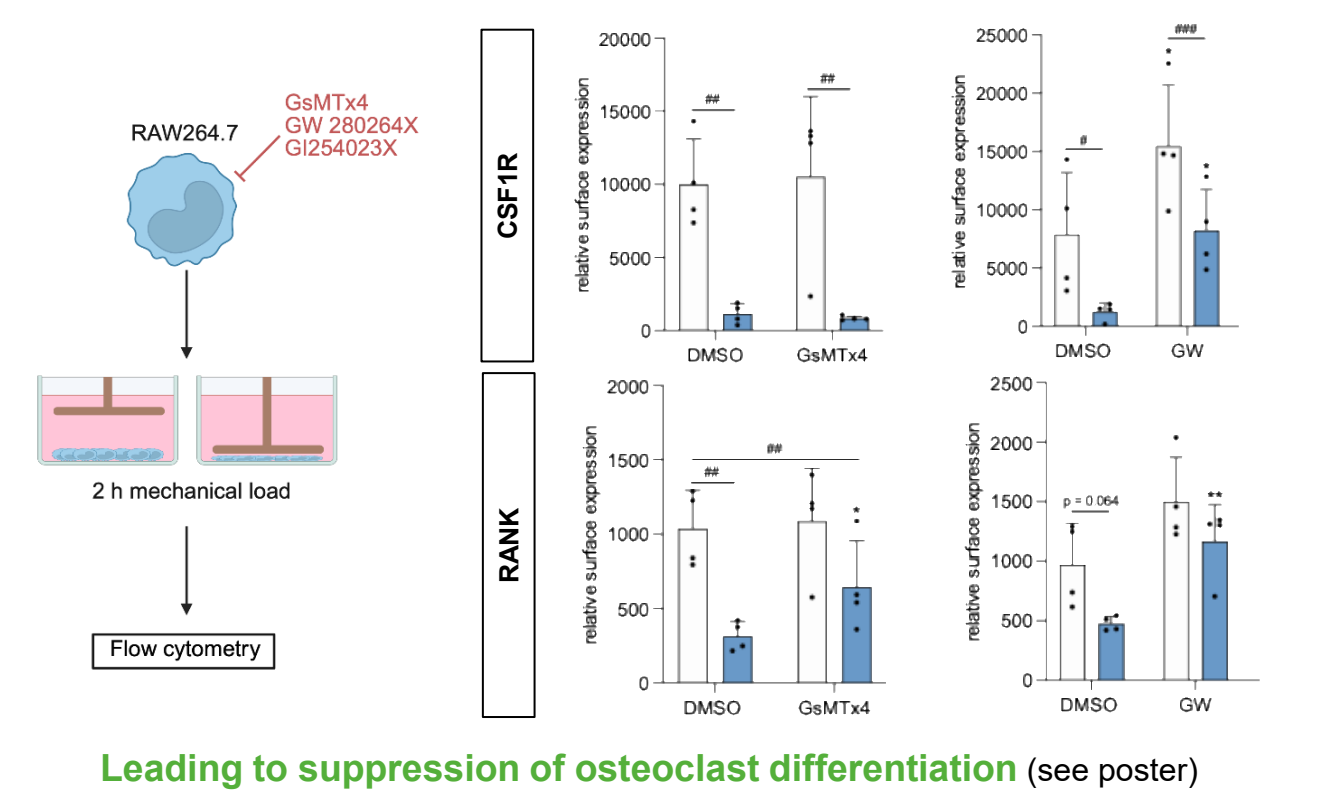 RAW264.7
GsMTx4
GW 280264X
GI254023X
2 h mechanical load
Flow cytometry
CSF1R
relative surface expression
20000
15000
10000
5000
0
##
##
DMSO
GsMTx4
relative surface expression
25000
20000
15000
10000
5000
0
#
*
###
*
DMSO
GW
RANK
relative surface expression
2000
1500
1000
500
0
##
##
*
DMSO
GsMTx4
relative surface expression
2500
2000
1500
1000
500
0
p = 0.064
**
DMSO
GW
Leading to suppression of osteoclast differentiation (see poster)